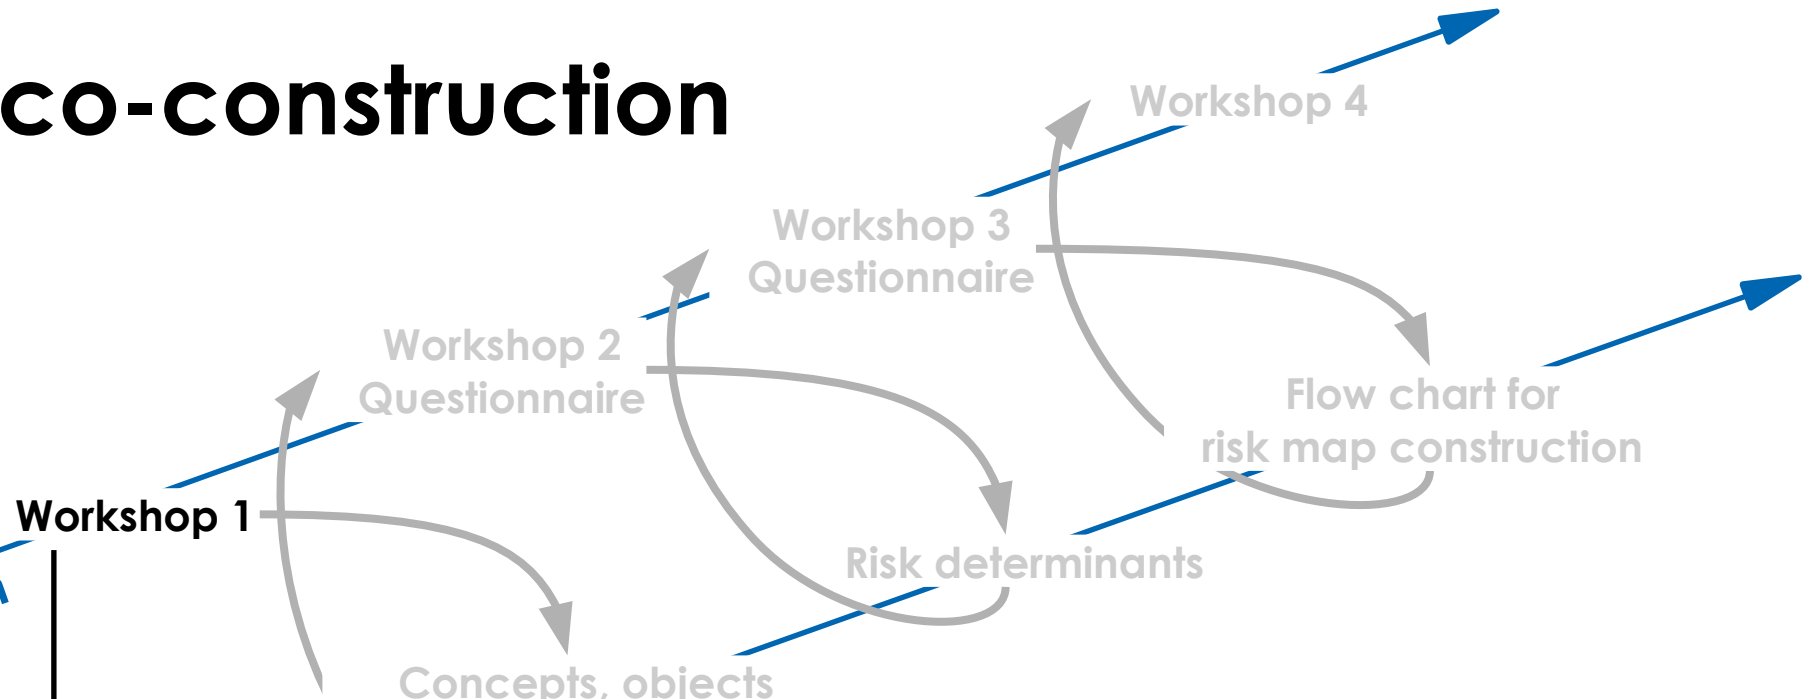 co-construction
Workshop 4
Workshop 3
Questionnaire
Workshop 2
Questionnaire
Flow chart for
risk map construction
Workshop 1
Risk determinants
Concepts, objects